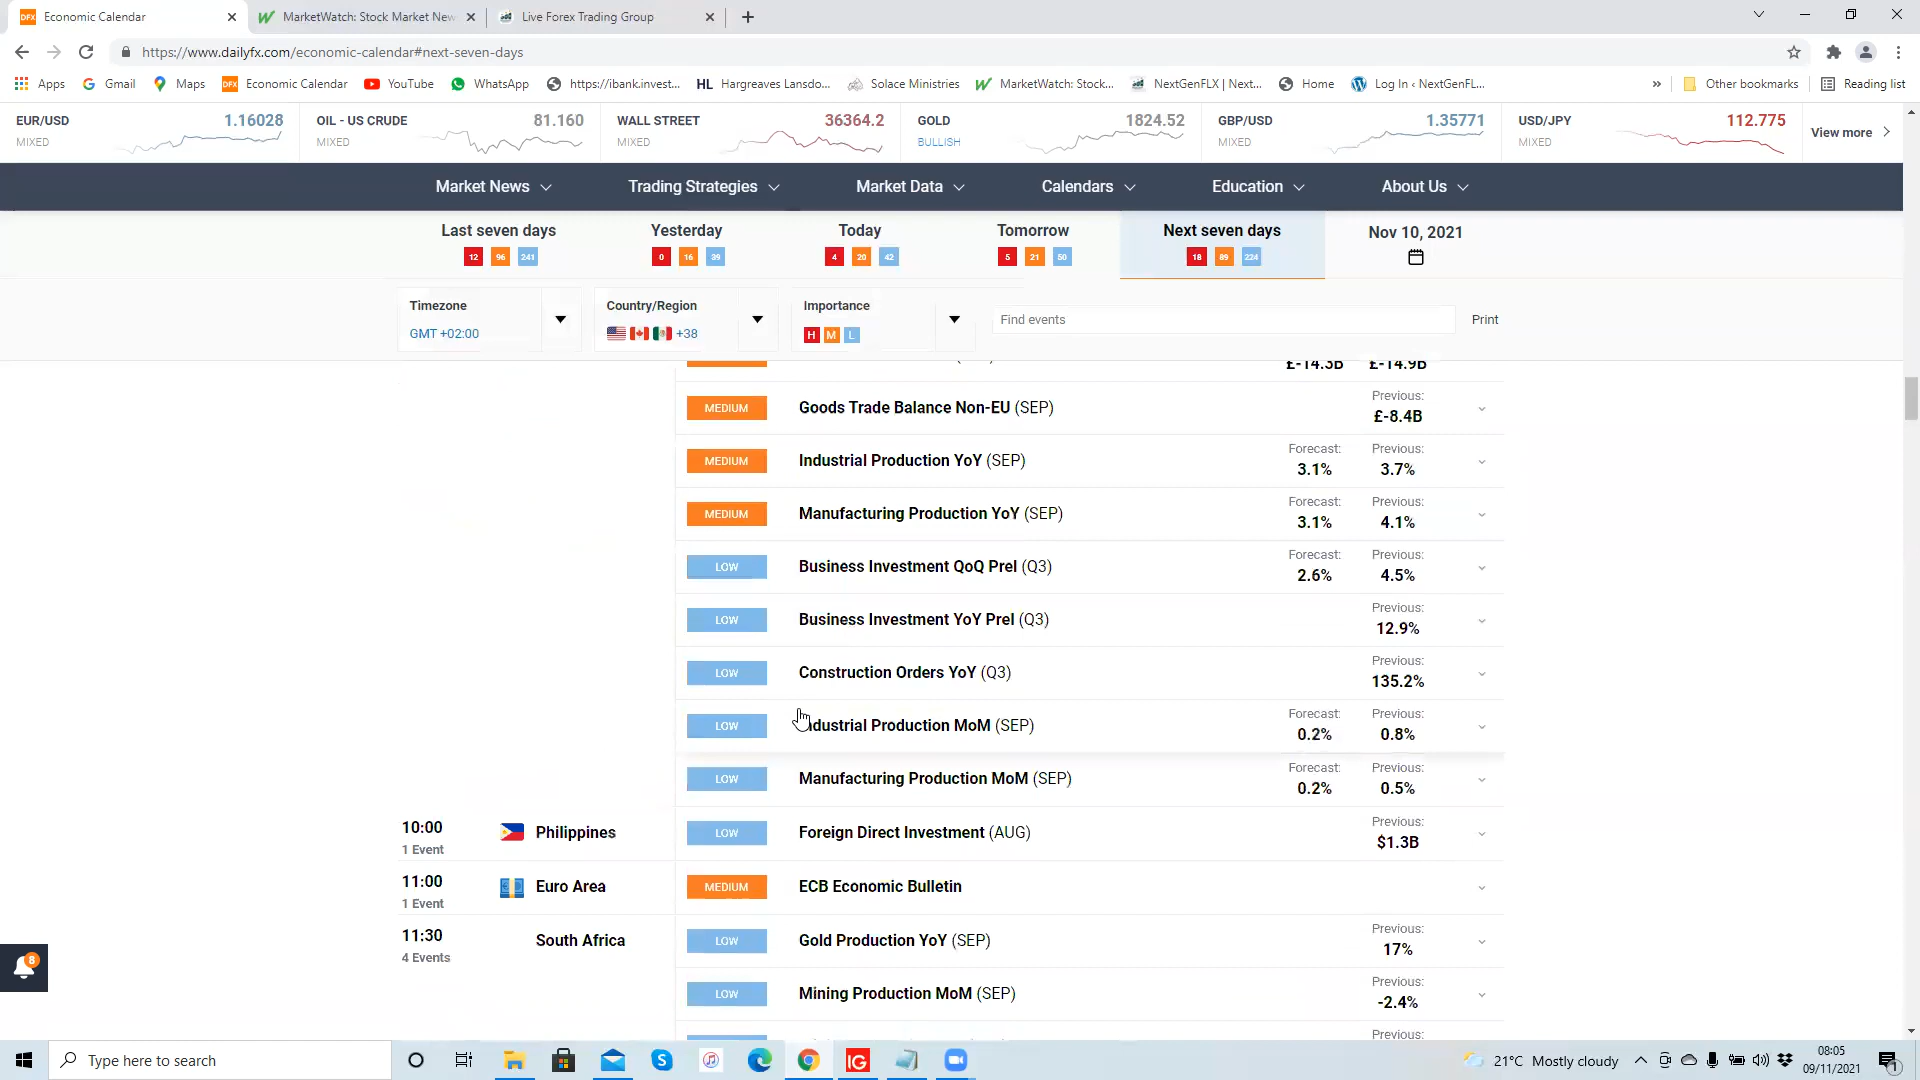 Economic Calendar
MarketWatch: Stock Market New
Live Forex Trading Group
https://www.dailyfx.com/economic-calendar#next-seven-days
Apps Gmail Maps Economic Calendar YouTube WhatsApp https://ibank.invest... Hargreaves Lansdo... Solace Ministries MarketWatch: Stock... NextGenFLX | Next... Home Log In ‹ NextGenFL... » Other bookmarks Reading list
EUR/USD 1.16028 OIL - US CRUDE 81.160 WALL STREET 36364.2 GOLD 1824.52 GBP/USD 1.35771 USD/JPY 112.775 View more
MIXED MIXED MIXED BULLISH MIXED MIXED
Market News Trading Strategies Market Data Calendars Education About Us
Last seven days Yesterday Today Tomorrow Next seven days Nov 10, 2021
12 96 241 0 16 39 4 20 42 5 21 50 18 89 224
Timezone Country/Region Importance
GMT +02:00 +38 H M L Find events Print
£-14.3B £-14.9B
MEDIUM Goods Trade Balance Non-EU (SEP) Previous: £-8.4B
MEDIUM Industrial Production YoY (SEP) Forecast: 3.1% Previous: 3.7%
MEDIUM Manufacturing Production YoY (SEP) Forecast: 3.1% Previous: 4.1%
LOW Business Investment QoQ Prel (Q3) Forecast: 2.6% Previous: 4.5%
LOW Business Investment YoY Prel (Q3) Previous: 12.9%
LOW Construction Orders YoY (Q3) Previous: 135.2%
LOW Industrial Production MoM (SEP) Forecast: 0.2% Previous: 0.8%
LOW Manufacturing Production MoM (SEP) Forecast: 0.2% Previous: 0.5%
10:00 1 Event Philippines LOW Foreign Direct Investment (AUG) Previous: $1.3B
11:00 1 Event Euro Area MEDIUM ECB Economic Bulletin
11:30 4 Events South Africa LOW Gold Production YoY (SEP) Previous: 17%
LOW Mining Production MoM (SEP) Previous: -2.4%
Previous:
8
Type here to search
21°C Mostly cloudy
08:05
09/11/2021